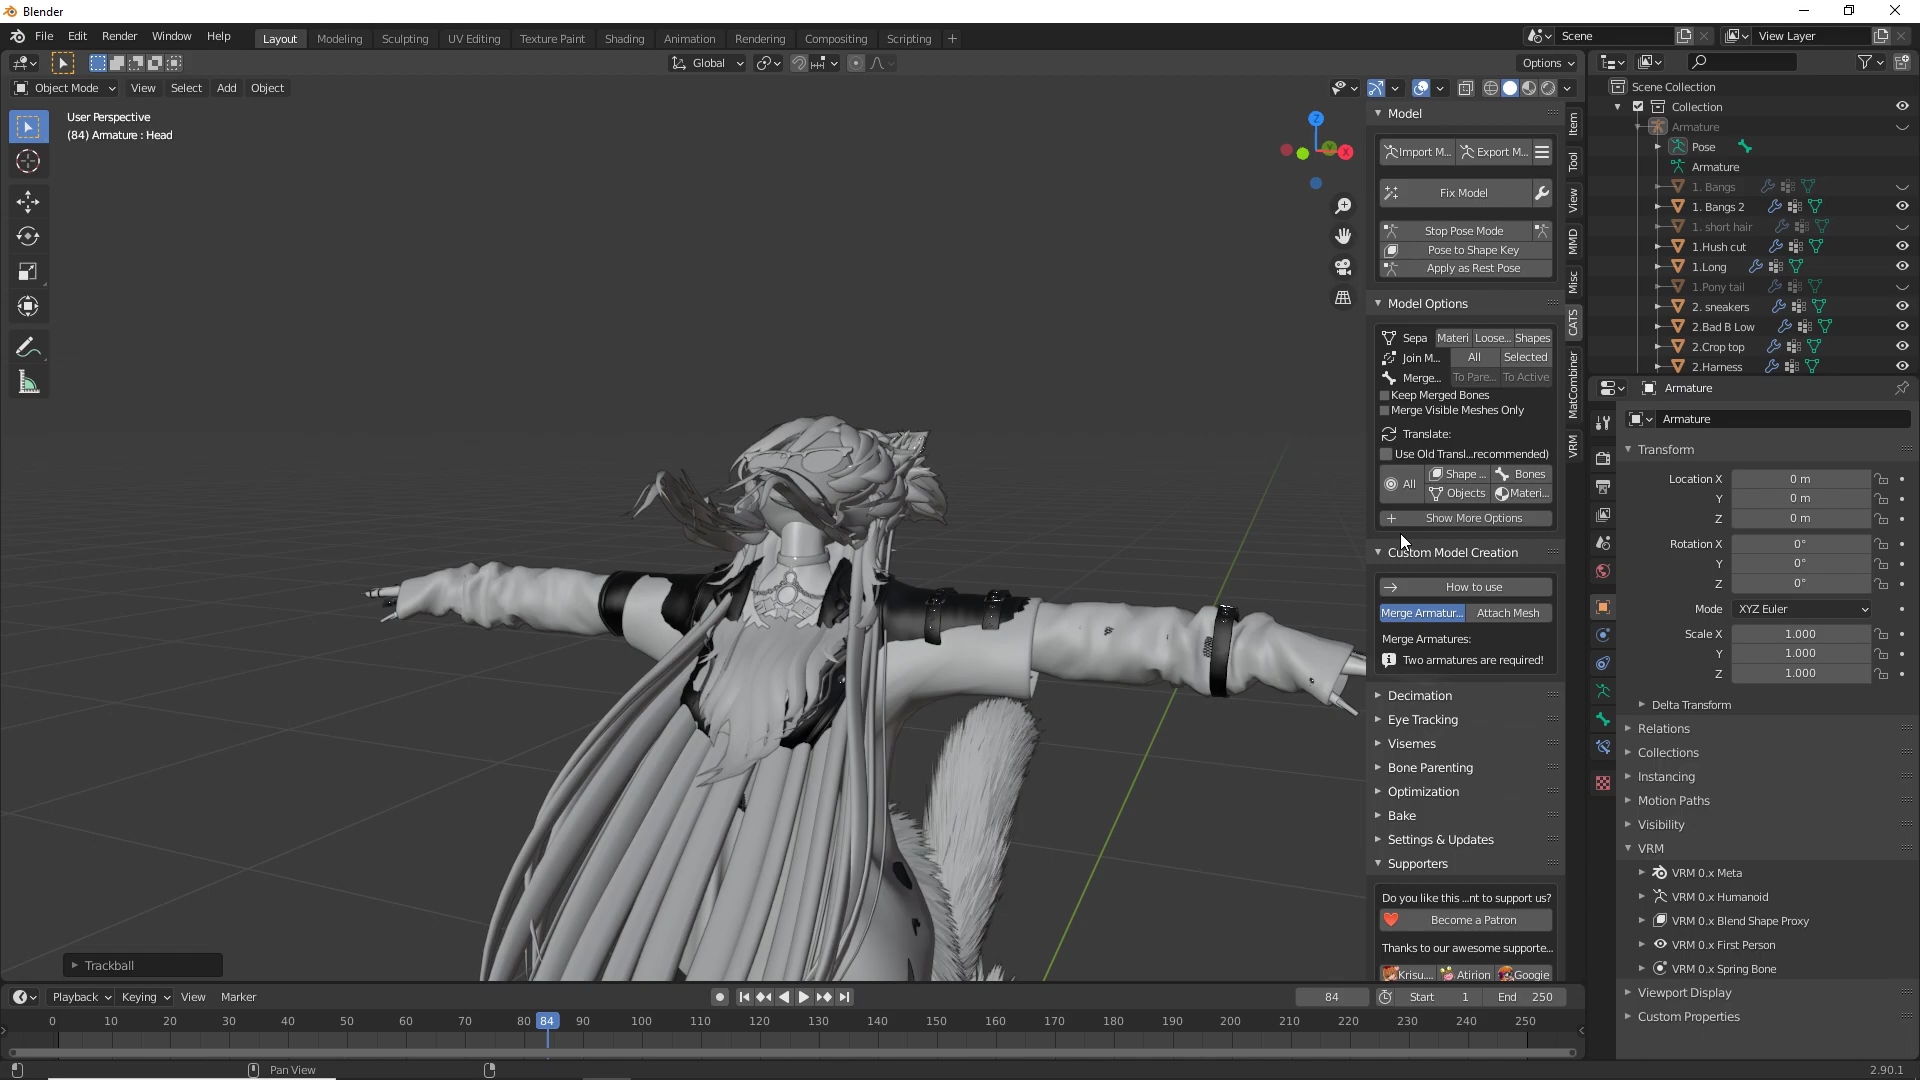 Blender
File Edit Render Window Help
Layout Modeling Sculpting UV Editing Texture Paint Shading Animation Rendering Compositing Scripting +
Scene
View Layer
Global
Options
Object Mode View Select Add Object
User Perspective
(84) Armature : Head
Z
X
Y
Model
Import M...
Export M...
Fix Model
Stop Pose Mode
Pose to Shape Key
Apply as Rest Pose
Model Options
Sepa Materi Loose... Shapes
Join M... All Selected
Merge... To Pare... To Active
Keep Merged Bones
Merge Visible Meshes Only
Translate:
Use Old Transl...recommended)
All
Shape ...
Bones
Objects
Materi...
Show More Options
Custom Model Creation
How to use
Merge Armatur... Attach Mesh
Merge Armatures:
Two armatures are required!
Decimation
Eye Tracking
Visemes
Bone Parenting
Optimization
Bake
Settings & Updates
Supporters
Do you like this ...nt to support us?
Become a Patron
Thanks to our awesome supporte...
Krisu.... Atirion Googie
Item
Tool
View
MMD
Misc
CATS
MatCombiner
VRM
Scene Collection
Collection
Armature
Pose
Armature
1. Bangs
1. Bangs 2
1. short hair
1.Hush cut
1.Long
1.Pony tail
2. sneakers
2.Bad B Low
2.Crop top
2.Harness
Armature
Armature
Transform
Location X 0 m
Y 0 m
Z 0 m
Rotation X 0°
Y 0°
Z 0°
Mode XYZ Euler
Scale X 1.000
Y 1.000
Z 1.000
Delta Transform
Relations
Collections
Instancing
Motion Paths
Visibility
VRM
VRM 0.x Meta
VRM 0.x Humanoid
VRM 0.x Blend Shape Proxy
VRM 0.x First Person
VRM 0.x Spring Bone
Viewport Display
Custom Properties
Trackball
Playback Keying View Marker
84
Start 1
End 250
0 10 20 30 40 50 60 70 80 84 90 100 110 120 130 140 150 160 170 180 190 200 210 220 230 240 250
Pan View
2.90.1